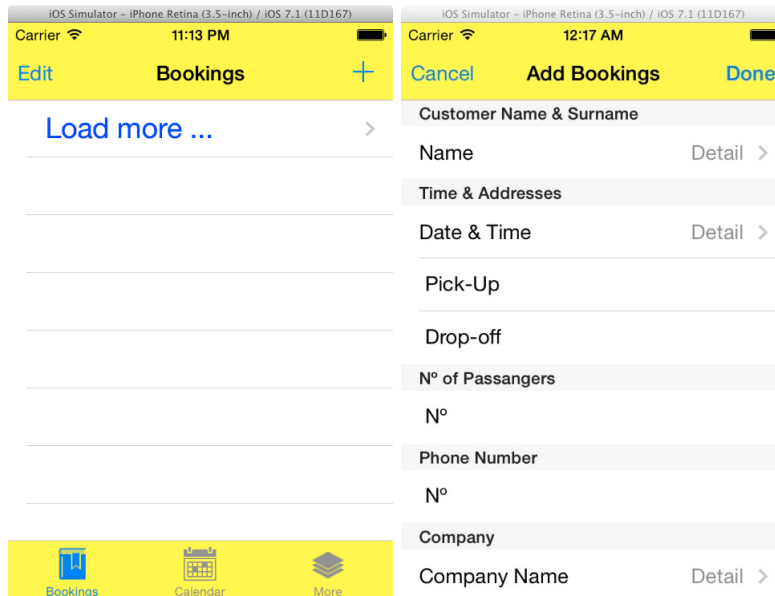 iOS Simulator – iPhone Retina (3.5-inch) / iOS 7.1 (11D167)
Carrier 11:13 PM
Edit Bookings +
Load more ...
Bookings Calendar More
iOS Simulator – iPhone Retina (3.5-inch) / iOS 7.1 (11D167)
Carrier 12:17 AM
Cancel Add Bookings Done
Customer Name & Surname
Name Detail
Time & Addresses
Date & Time Detail
Pick-Up
Drop-off
Nº of Passangers
Nº
Phone Number
Nº
Company
Company Name Detail